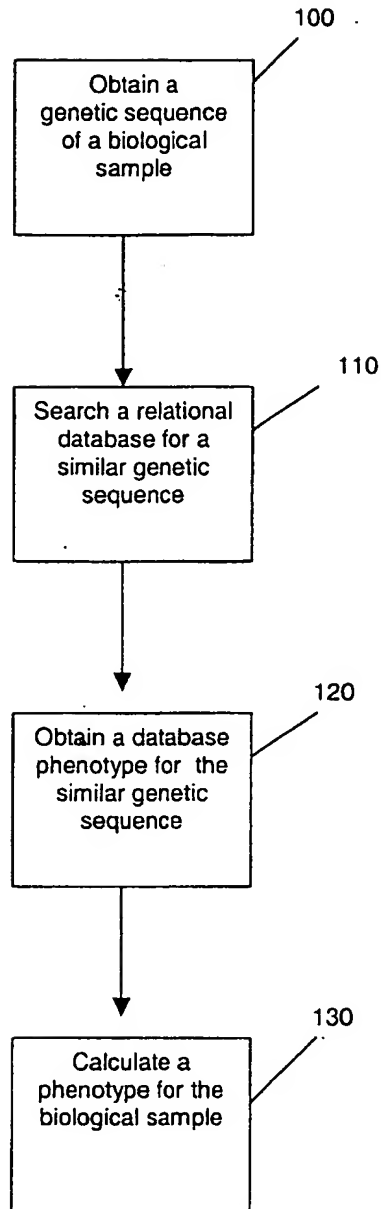 100
Obtain a
genetic sequence
of a biological
sample
110
Search a relational
database for a
similar genetic
sequence
120
Obtain a database
phenotype for the
similar genetic
sequence
130
Calculate a
phenotype for the
biological sample